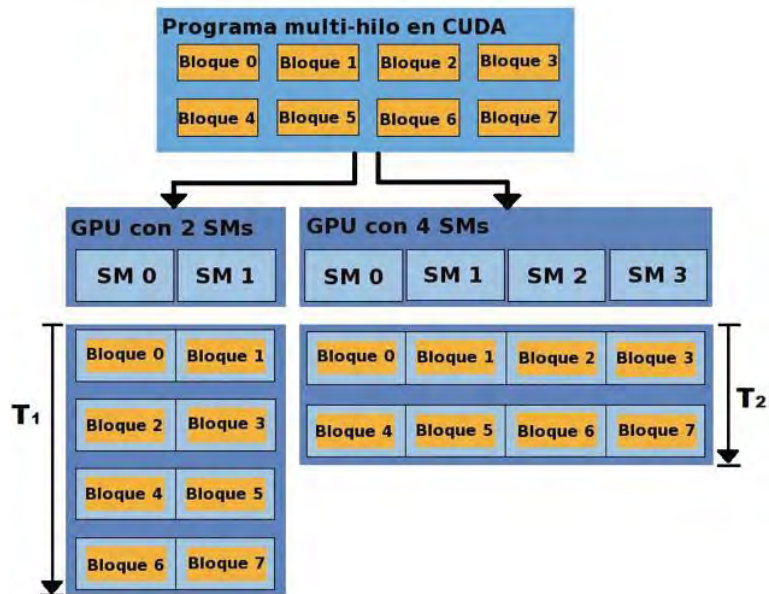 Programa multi-hilo en CUDA
Bloque 0 Bloque 1 Bloque 2 Bloque 3
Bloque 4 Bloque 5 Bloque 6 Bloque 7
GPU con 2 SMs
SM 0 SM 1
GPU con 4 SMs
SM 0 SM 1 SM 2 SM 3
T₁
Bloque 0 Bloque 1
Bloque 2 Bloque 3
Bloque 4 Bloque 5
Bloque 6 Bloque 7
Bloque 0 Bloque 1 Bloque 2 Bloque 3
Bloque 4 Bloque 5 Bloque 6 Bloque 7
T₂